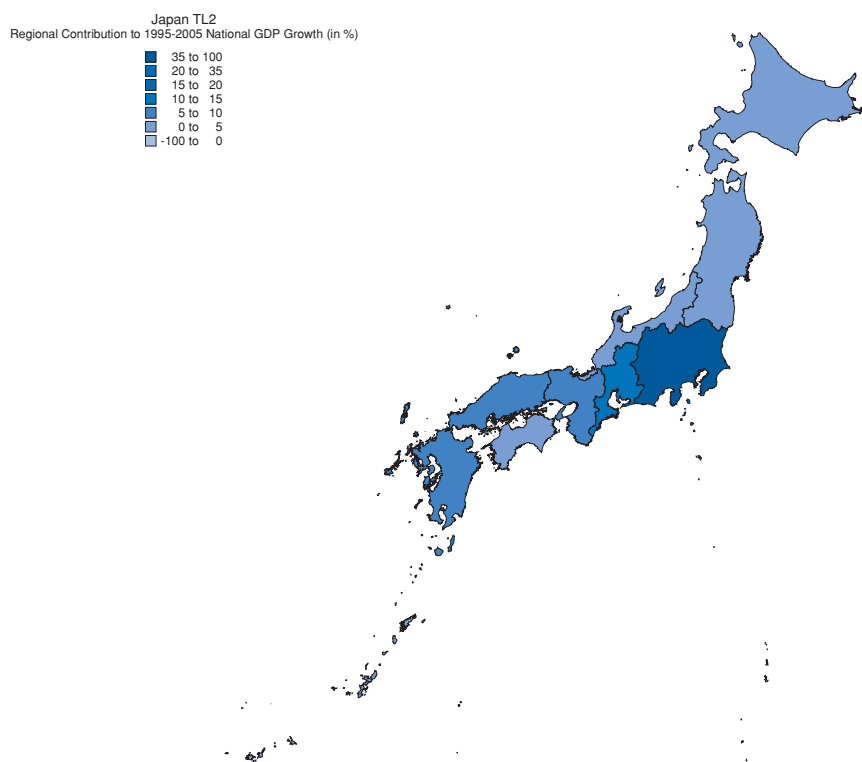 Japan TL2
Regional Contribution to 1995-2005 National GDP Growth (in %)
35 to 100
20 to 35
15 to 20
10 to 15
5 to 10
0 to 5
-100 to 0